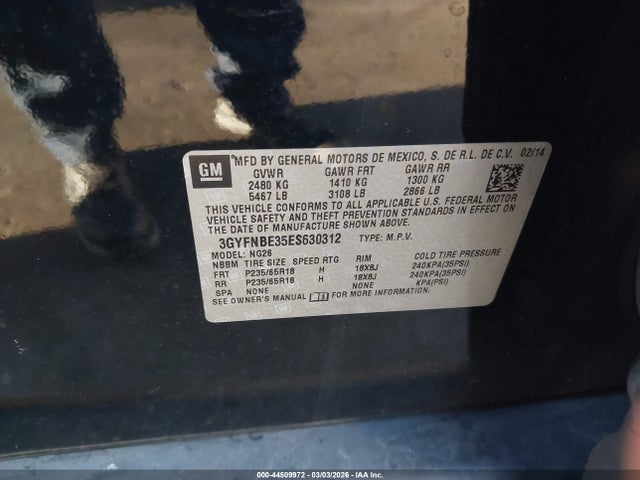 GM
MFD BY GENERAL MOTORS DE MEXICO, S. DE R.L. DE C.V. 02/14
GVWR GAWR FRT GAWR RR
2480 KG 1410 KG 1300 KG
5467 LB 3108 LB 2866 LB
THIS VEHICLE CONFORMS TO ALL APPLICABLE U.S. FEDERAL MOTOR
VEHICLE SAFETY AND THEFT PREVENTION STANDARDS IN EFFECT ON
THE DATE OF MANUFACTURE SHOWN ABOVE.
3GYFNBE35ES630312 TYPE: M.P.V.
MODEL: NG26
NBBM TIRE SIZE SPEED RTG RIM COLD TIRE PRESSURE
FRT P235/65R18 H 18X8J 240KPA(35PSI)
RR P235/65R18 H 18X8J 240KPA(35PSI)
SPA NONE NONE KPA(PSI)
SEE OWNER'S MANUAL FOR MORE INFORMATION.
000-44509972 - 03/03/2026 - IAA Inc.